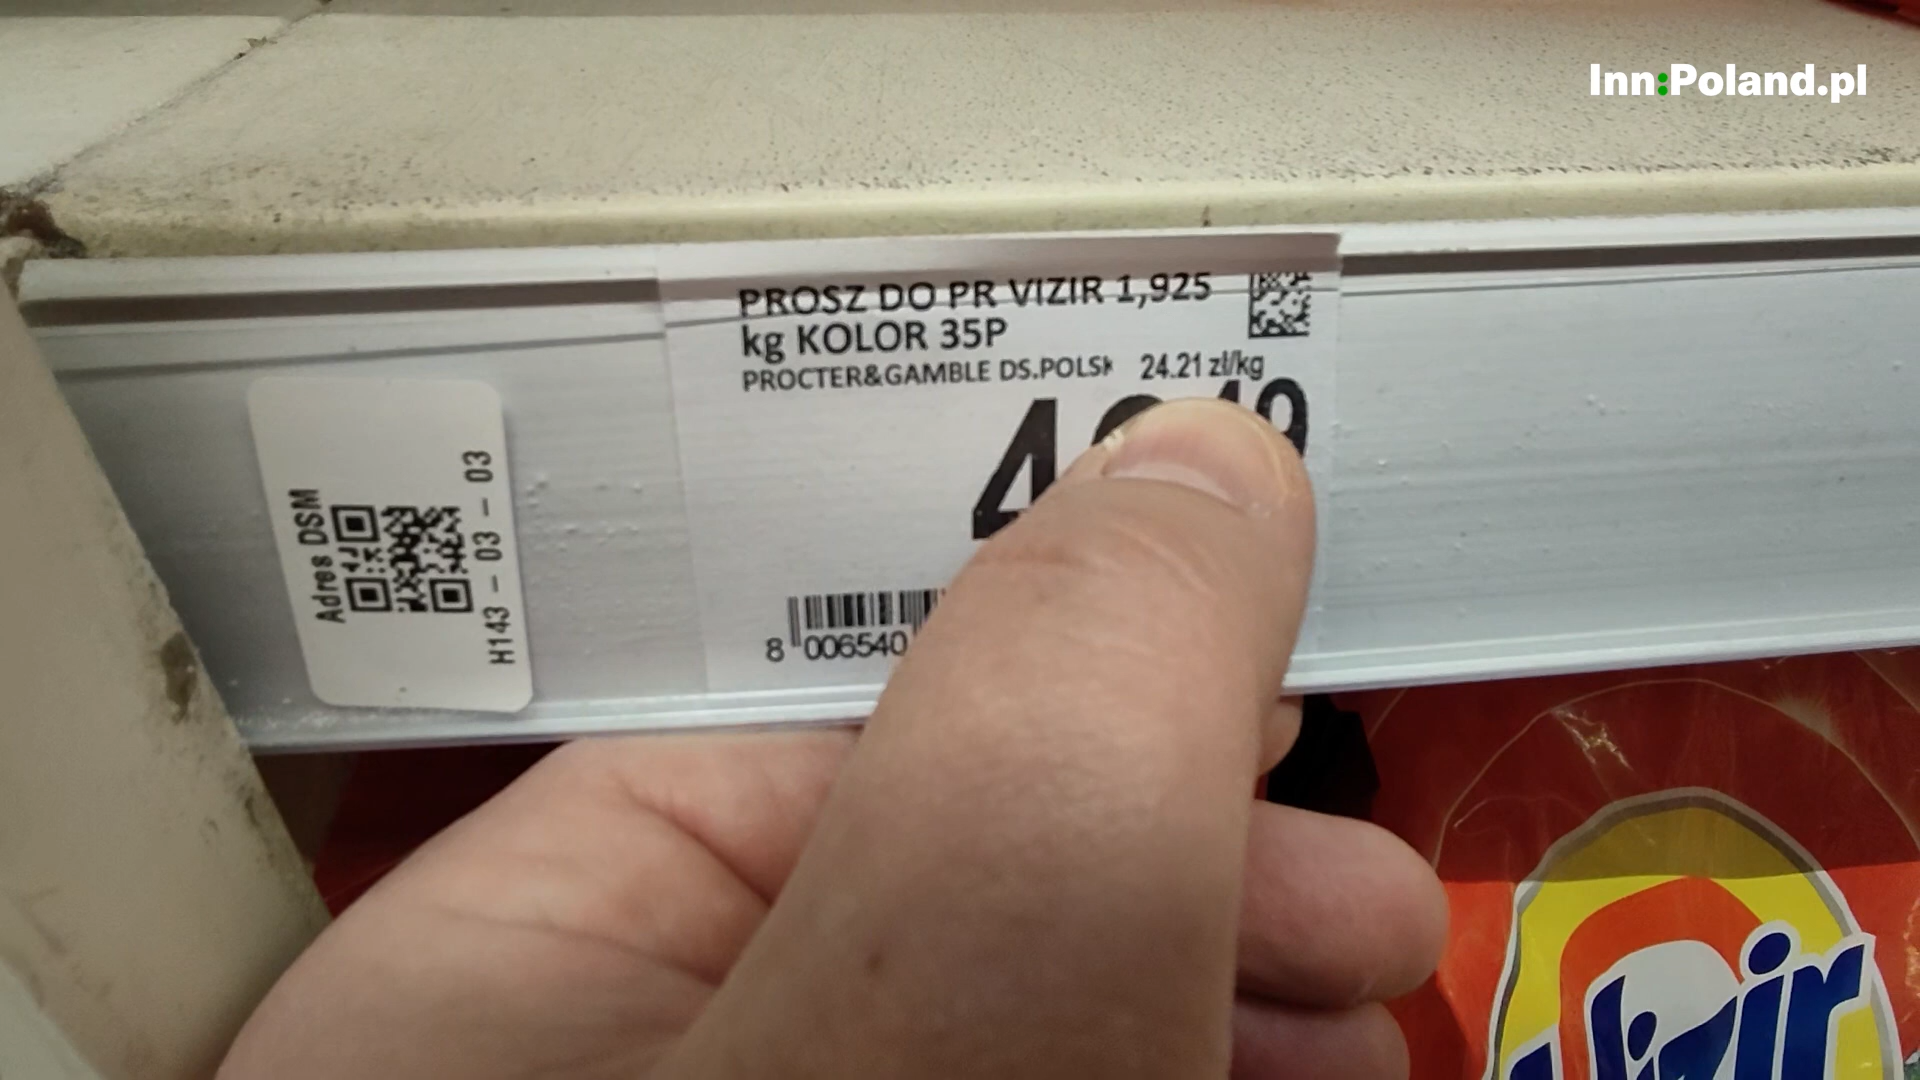 Inn:Poland.pl
PROSZ DO PR VIZIR 1,925
kg KOLOR 35P
PROCTER&GAMBLE DS.POLSK 24.21 zł/kg
8 006540
Adres DSM
H143 - 03 - 03
Vizir